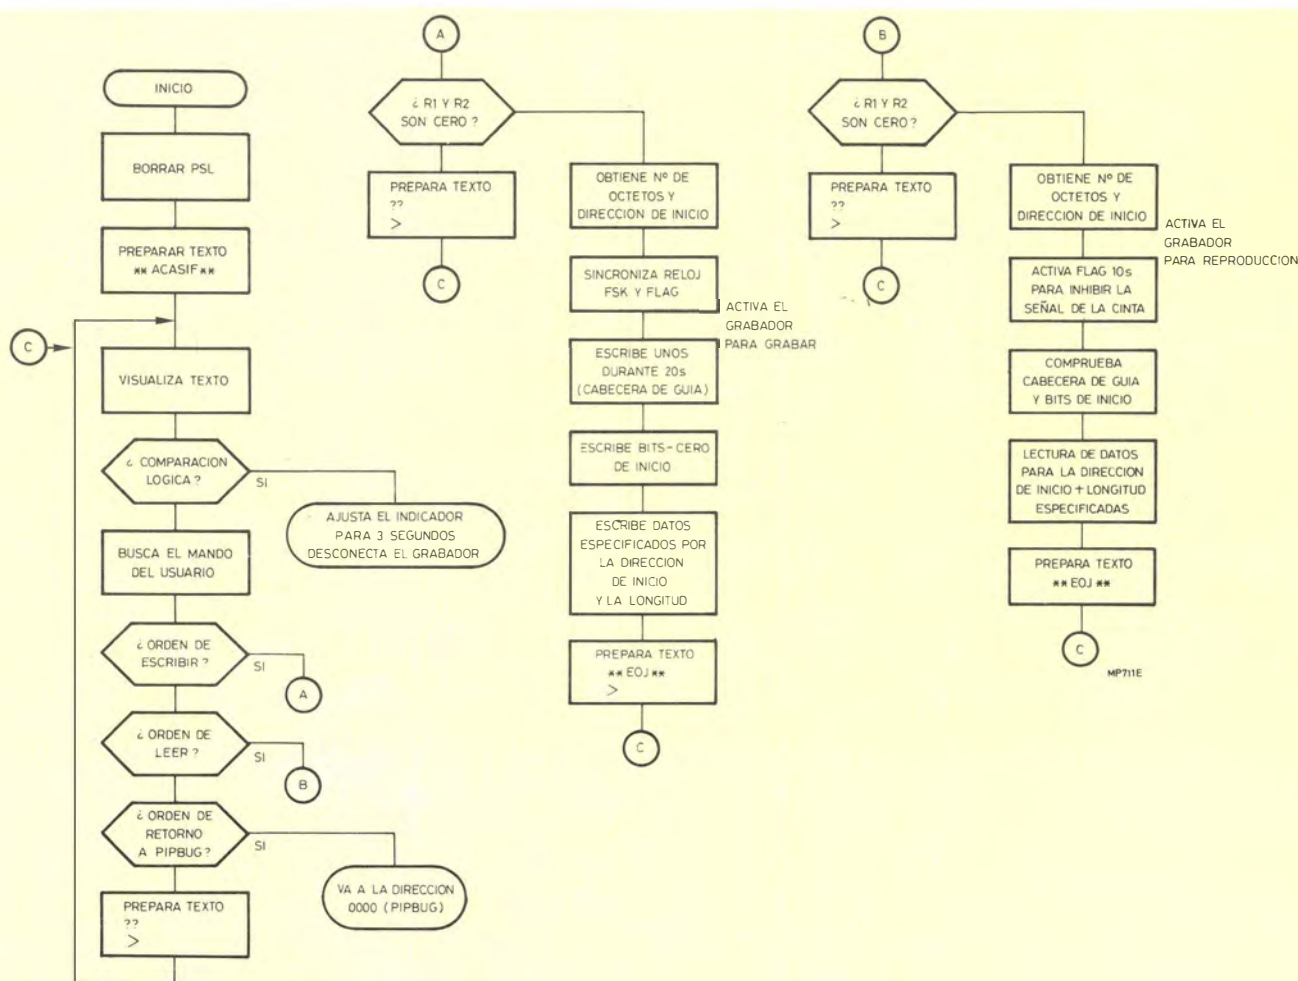 INICIO
BORRAR PSL
PREPARAR TEXTO
** ACASIF **
C
VISUALIZA TEXTO
¿ COMPARACION
LOGICA ?
SI
AJUSTA EL INDICADOR
PARA 3 SEGUNDOS
DESCONECTA EL GRABADOR
BUSCA EL MANDO
DEL USUARIO
¿ ORDEN DE
ESCRIBIR ?
SI
A
¿ ORDEN DE
LEER ?
SI
B
¿ ORDEN DE
RETORNO
A PIPBUG?
SI
VA A LA DIRECCION
0000 ( PIPBUG )
PREPARA TEXTO
??
>
A
¿ R1 Y R2
SON CERO ?
PREPARA TEXTO
??
>
C
OBTIENE Nº DE
OCTETOS Y
DIRECCION DE INICIO
SINCRONIZA RELOJ
FSK Y FLAG
ACTIVA EL
GRABADOR
PARA GRABAR
ESCRIBE UNOS
DURANTE 20s
(CABECERA DE GUIA)
ESCRIBE BITS-CERO
DE INICIO
ESCRIBE DATOS
ESPECIFICADOS POR
LA DIRECCION
DE INICIO
Y LA LONGITUD
PREPARA TEXTO
** EOJ **
>
C
B
¿ R1 Y R2
SON CERO ?
PREPARA TEXTO
??
>
C
OBTIENE Nº DE
OCTETOS Y
DIRECCION DE INICIO
ACTIVA EL
GRABADOR
PARA REPRODUCCION
ACTIVA FLAG 10s
PARA INHIBIR LA
SEÑAL DE LA CINTA
COMPRUEBA
CABECERA DE GUIA
Y BITS DE INICIO
LECTURA DE DATOS
PARA LA DIRECCION
DE INICIO + LONGITUD
ESPECIFICADAS
PREPARA TEXTO
** EOJ **
C
MP711E